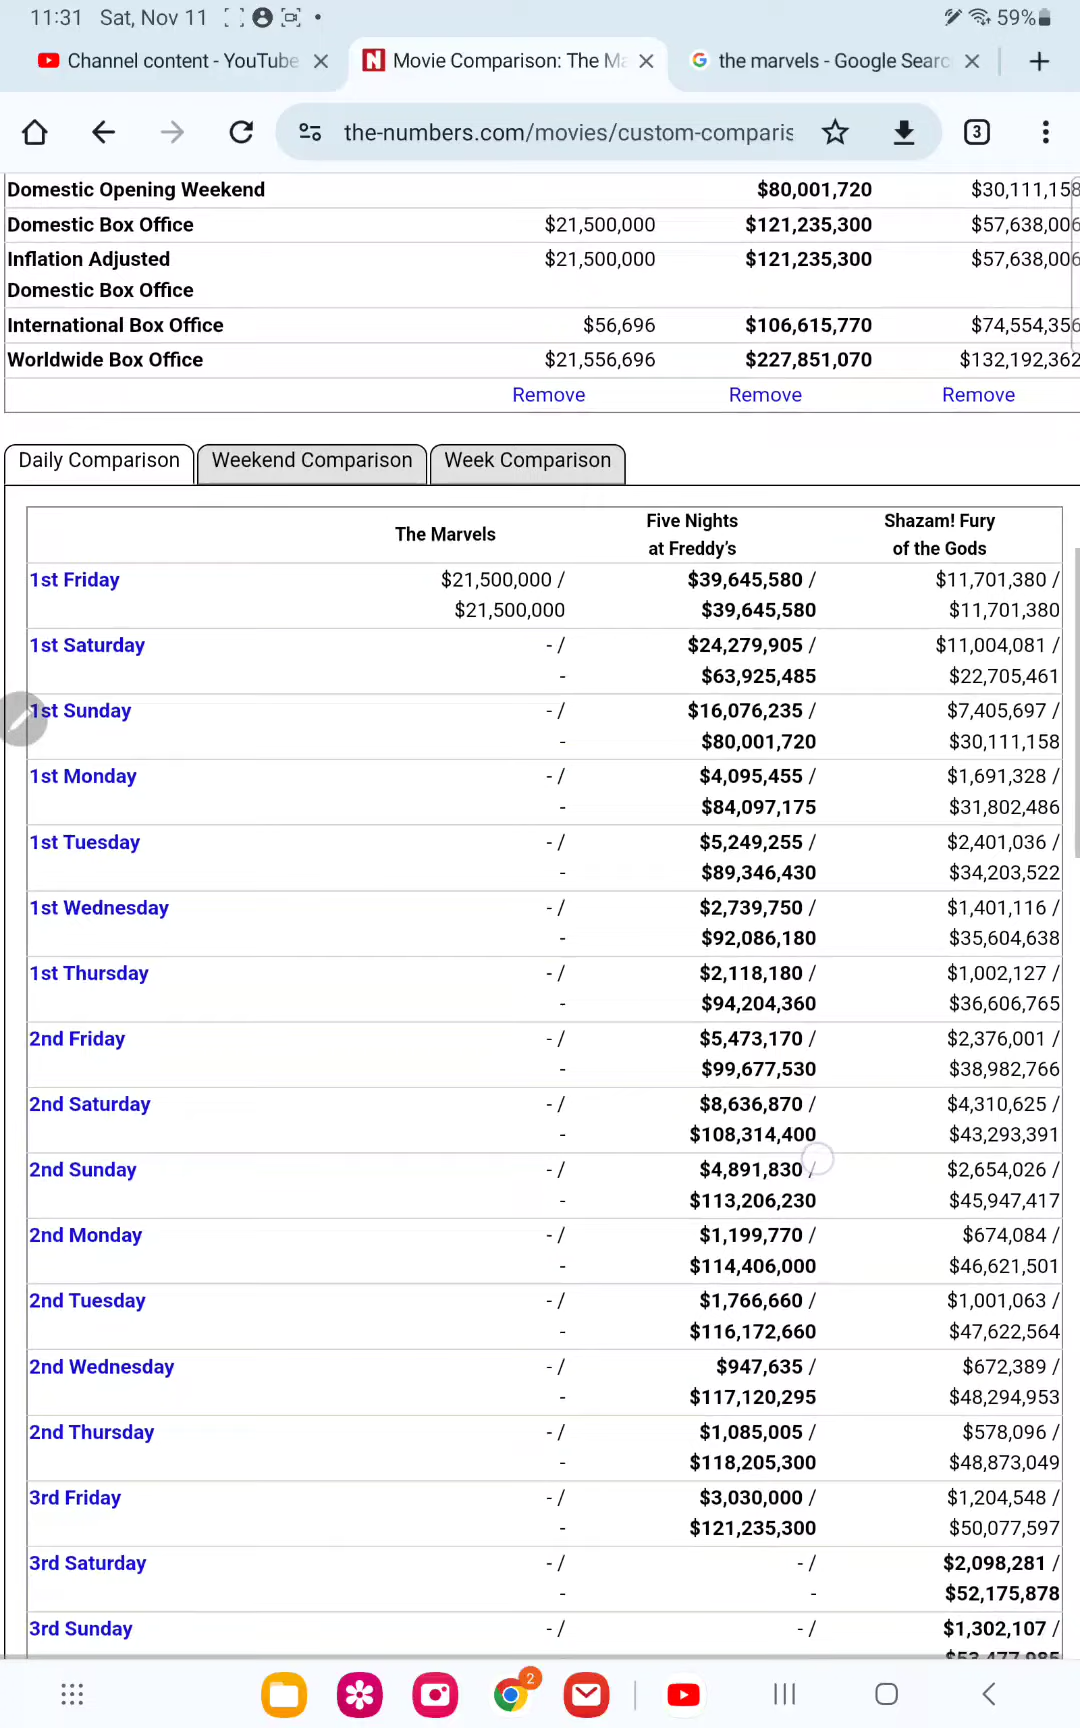 11:31 Sat, Nov 11 59%
Channel content - YouTube Movie Comparison: The Ma the marvels - Google Searc
the-numbers.com/movies/custom-comparis 3
Domestic Opening Weekend $80,001,720 $30,111,158
Domestic Box Office $21,500,000 $121,235,300 $57,638,006
Inflation Adjusted $21,500,000 $121,235,300 $57,638,006
Domestic Box Office
International Box Office $56,696 $106,615,770 $74,554,356
Worldwide Box Office $21,556,696 $227,851,070 $132,192,362
Remove Remove Remove
Daily Comparison Weekend Comparison Week Comparison
The Marvels Five Nights Shazam! Fury
at Freddy's of the Gods
1st Friday $21,500,000 / $39,645,580 / $11,701,380 /
$21,500,000 $39,645,580 $11,701,380
1st Saturday - / $24,279,905 / $11,004,081 /
- $63,925,485 $22,705,461
1st Sunday - / $16,076,235 / $7,405,697 /
- $80,001,720 $30,111,158
1st Monday - / $4,095,455 / $1,691,328 /
- $84,097,175 $31,802,486
1st Tuesday - / $5,249,255 / $2,401,036 /
- $89,346,430 $34,203,522
1st Wednesday - / $2,739,750 / $1,401,116 /
- $92,086,180 $35,604,638
1st Thursday - / $2,118,180 / $1,002,127 /
- $94,204,360 $36,606,765
2nd Friday - / $5,473,170 / $2,376,001 /
- $99,677,530 $38,982,766
2nd Saturday - / $8,636,870 / $4,310,625 /
- $108,314,400 $43,293,391
2nd Sunday - / $4,891,830 / $2,654,026 /
- $113,206,230 $45,947,417
2nd Monday - / $1,199,770 / $674,084 /
- $114,406,000 $46,621,501
2nd Tuesday - / $1,766,660 / $1,001,063 /
- $116,172,660 $47,622,564
2nd Wednesday - / $947,635 / $672,389 /
- $117,120,295 $48,294,953
2nd Thursday - / $1,085,005 / $578,096 /
- $118,205,300 $48,873,049
3rd Friday - / $3,030,000 / $1,204,548 /
- $121,235,300 $50,077,597
3rd Saturday - / - / $2,098,281 /
- - $52,175,878
3rd Sunday - / - / $1,302,107 /
$53,477,985
2